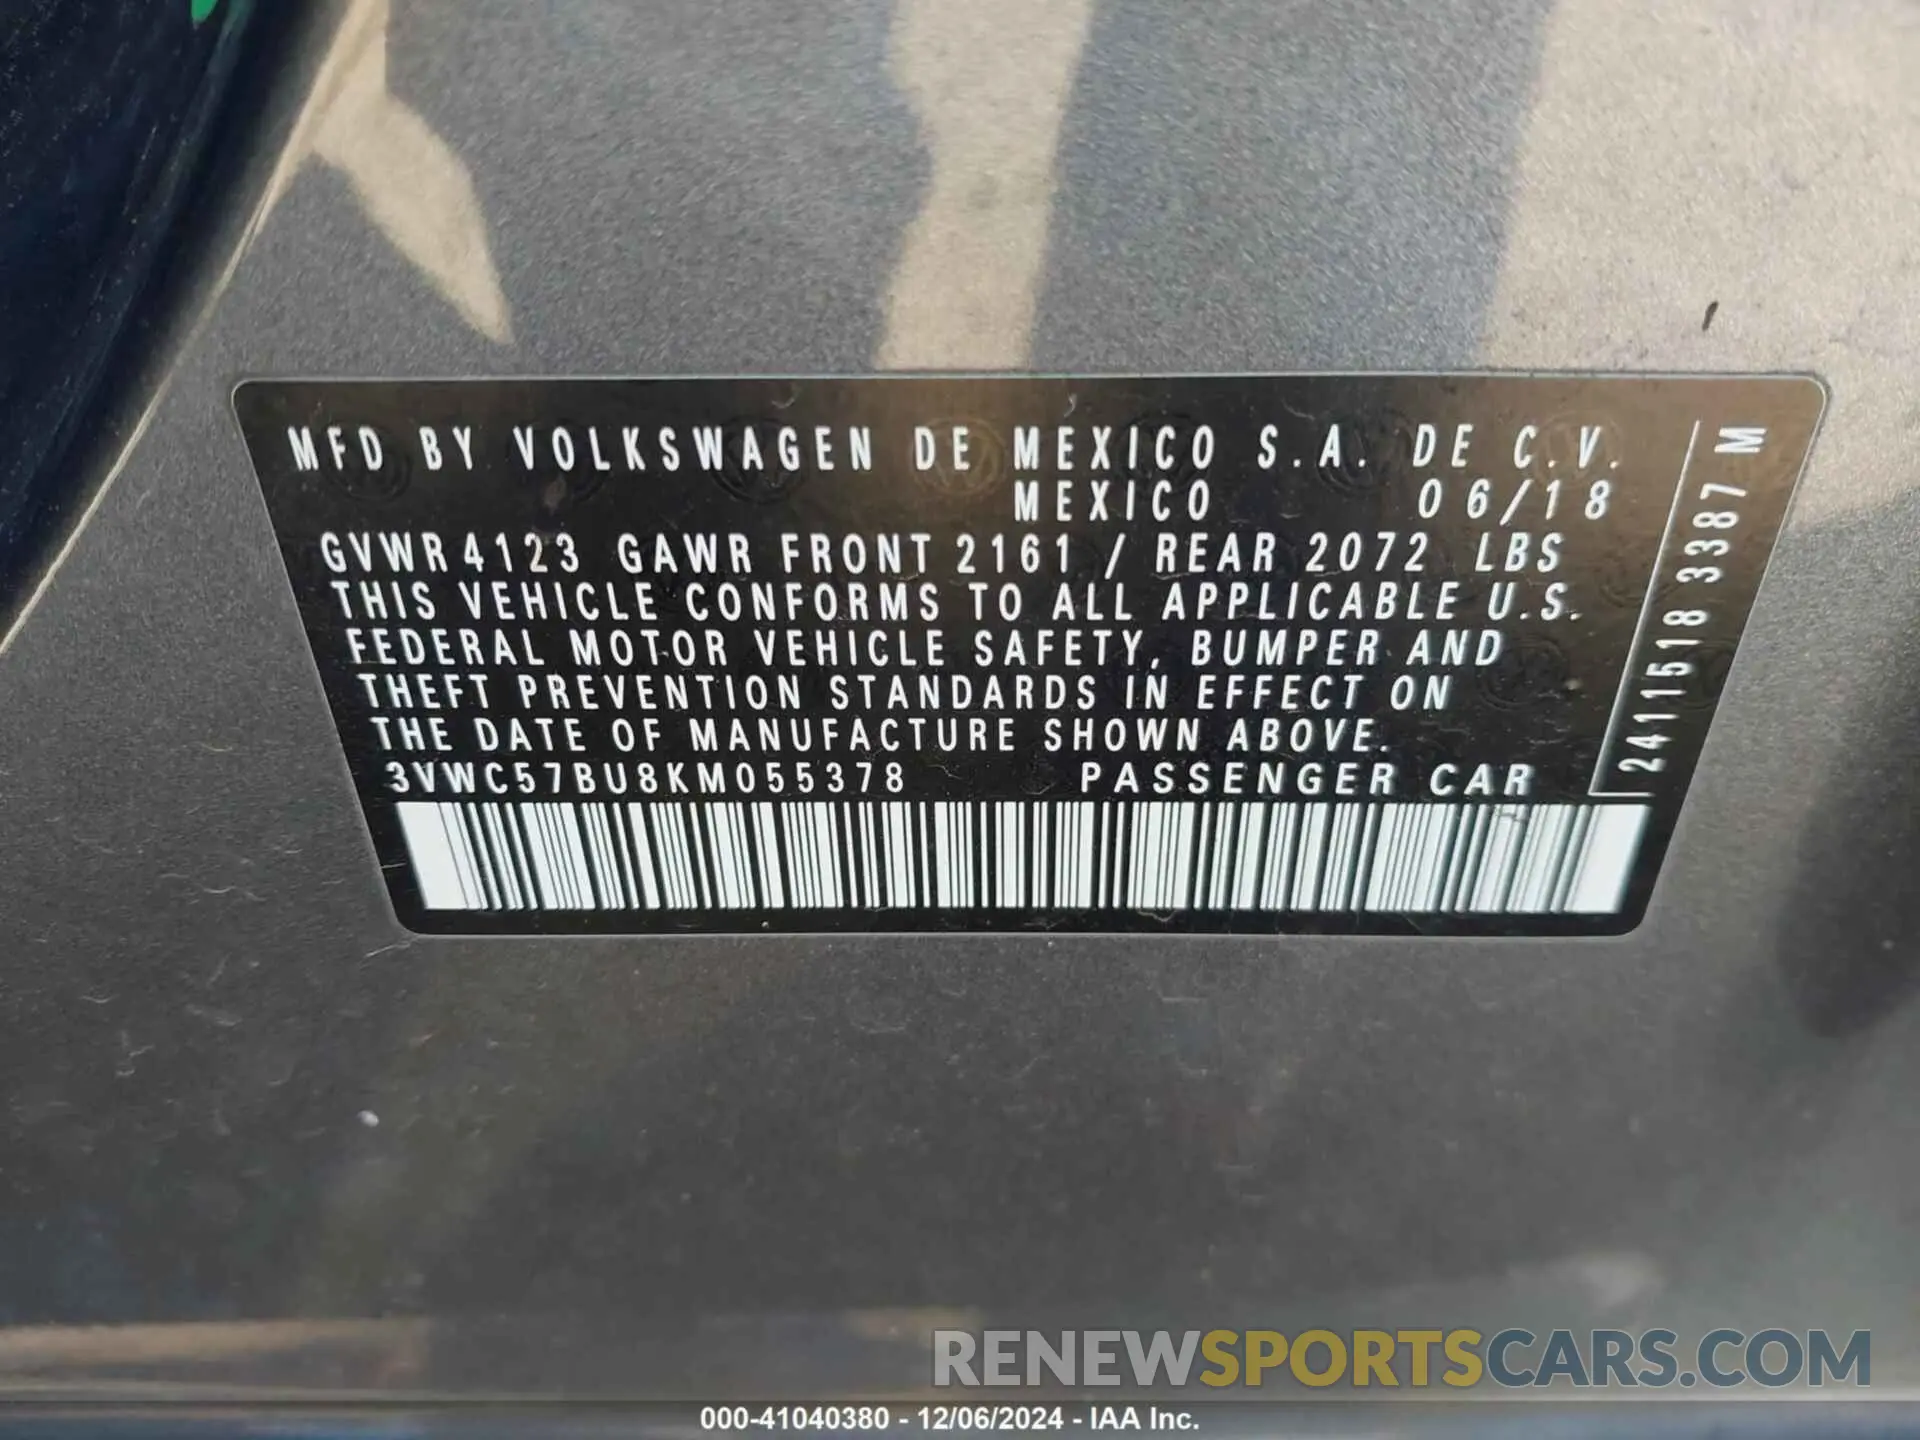 MFD BY VOLKSWAGEN DE MEXICO S.A. DE C.V.
MEXICO 06/18
GVWR 4123 GAWR FRONT 2161 / REAR 2072 LBS
THIS VEHICLE CONFORMS TO ALL APPLICABLE U.S.
FEDERAL MOTOR VEHICLE SAFETY, BUMPER AND
THEFT PREVENTION STANDARDS IN EFFECT ON
THE DATE OF MANUFACTURE SHOWN ABOVE.
3VWC57BU8KM055378 PASSENGER CAR
2411518 3387 M
RENEWSPORTSCARS.COM
000-41040380 - 12/06/2024 - IAA Inc.